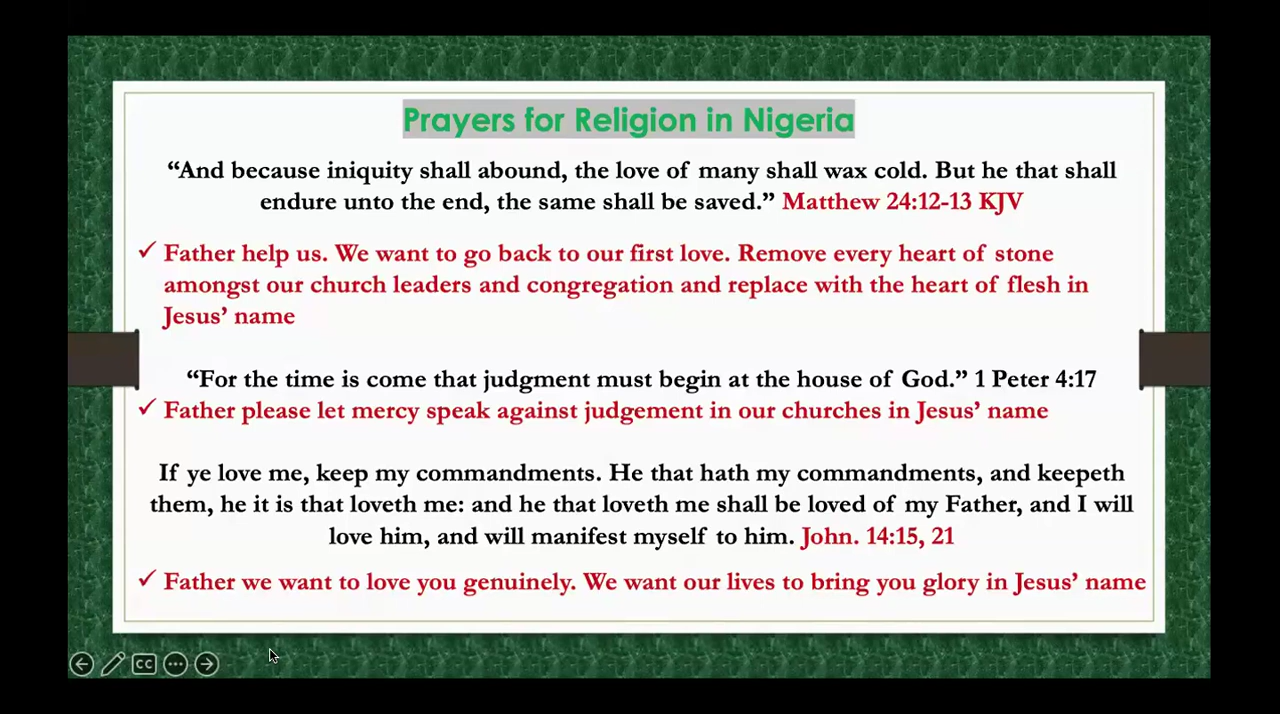 Prayers for Religion in Nigeria
“And because iniquity shall abound, the love of many shall wax cold. But he that shall
endure unto the end, the same shall be saved.” Matthew 24:12-13 KJV
✓ Father help us. We want to go back to our first love. Remove every heart of stone
amongst our church leaders and congregation and replace with the heart of flesh in
Jesus’ name
“For the time is come that judgment must begin at the house of God.” 1 Peter 4:17
✓ Father please let mercy speak against judgement in our churches in Jesus’ name
If ye love me, keep my commandments. He that hath my commandments, and keepeth
them, he it is that loveth me: and he that loveth me shall be loved of my Father, and I will
love him, and will manifest myself to him. John. 14:15, 21
✓ Father we want to love you genuinely. We want our lives to bring you glory in Jesus’ name
CC